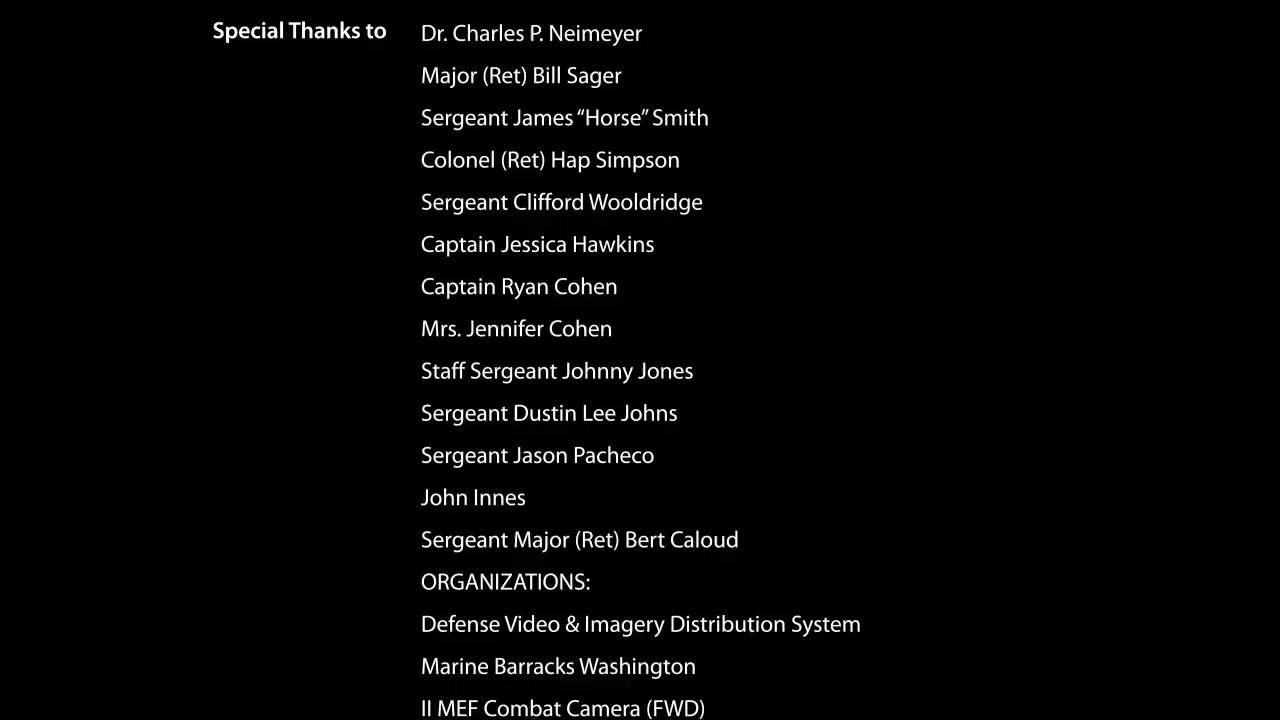 Special Thanks to Dr. Charles P. Neimeyer
Major (Ret) Bill Sager
Sergeant James “Horse” Smith
Colonel (Ret) Hap Simpson
Sergeant Clifford Wooldridge
Captain Jessica Hawkins
Captain Ryan Cohen
Mrs. Jennifer Cohen
Staff Sergeant Johnny Jones
Sergeant Dustin Lee Johns
Sergeant Jason Pacheco
John Innes
Sergeant Major (Ret) Bert Caloud
ORGANIZATIONS:
Defense Video & Imagery Distribution System
Marine Barracks Washington
II MEF Combat Camera (FWD)